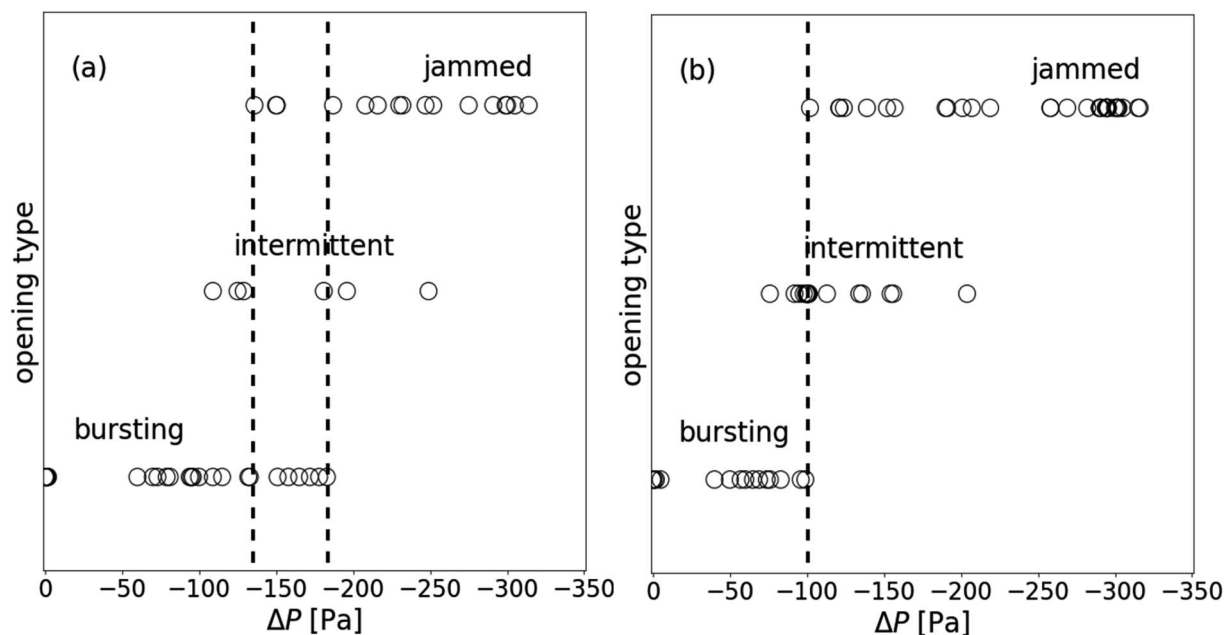 (a)
jammed
intermittent
bursting
opening type
0 −50 −100 −150 −200 −250 −300 −350
ΔP [Pa]
(b)
jammed
intermittent
bursting
opening type
0 −50 −100 −150 −200 −250 −300 −350
ΔP [Pa]